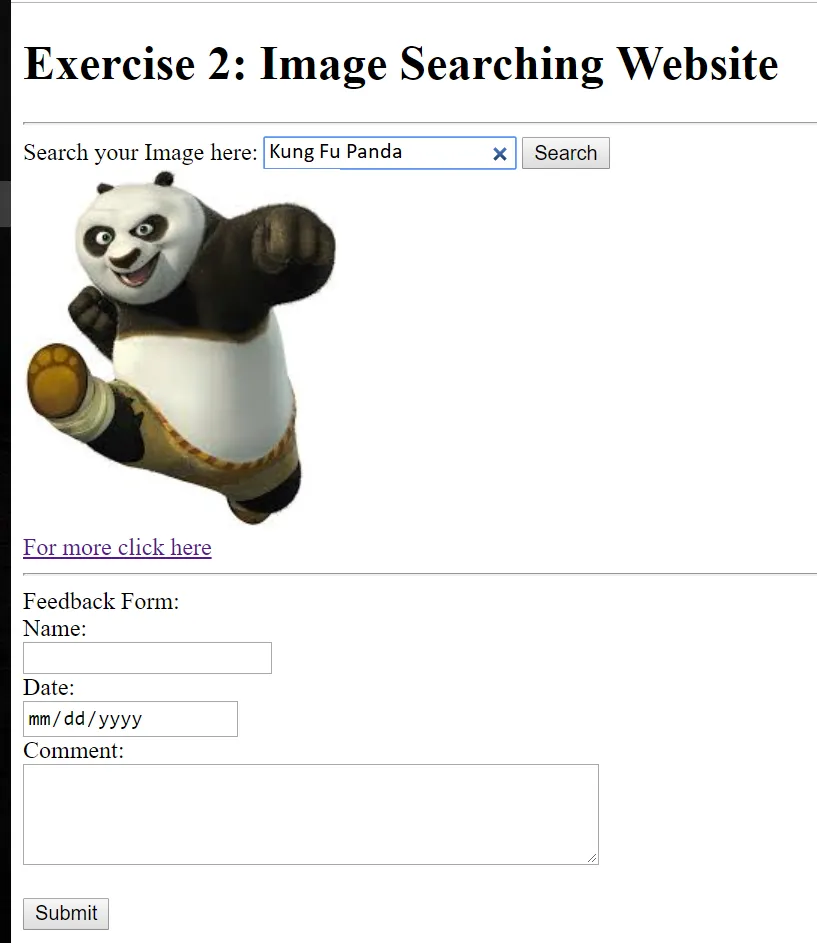 Exercise 2: Image Searching Website
Search your Image here: Kung Fu Panda × Search
For more click here
Feedback Form:
Name:
Date:
mm/dd/yyyy
Comment:
Submit